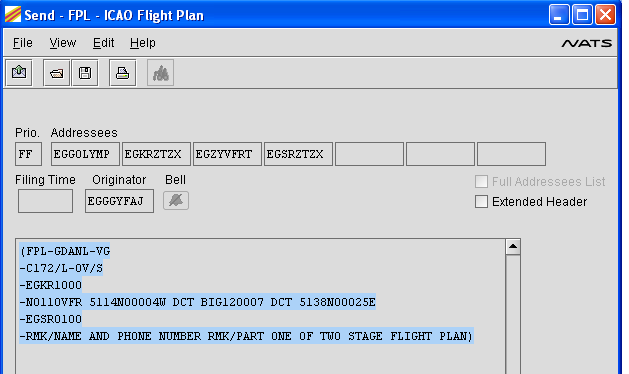 Send - FPL - ICAO Flight Plan
File View Edit Help
NATS
Prio. Addressees
FF EGGOLYMP EGKRZTZX EGZYVFRT EGSRZTZX
Filing Time Originator Bell
Full Addressees List
EGGGYFAJ
Extended Header
(FPL-GDANL-VG
-C172/L-OV/S
-EGKR1000
-N0110VFR 5114N00004W DCT BIG120007 DCT 5138N00025E
-EGSR0100
-RMK/NAME AND PHONE NUMBER RMK/PART ONE OF TWO STAGE FLIGHT PLAN)